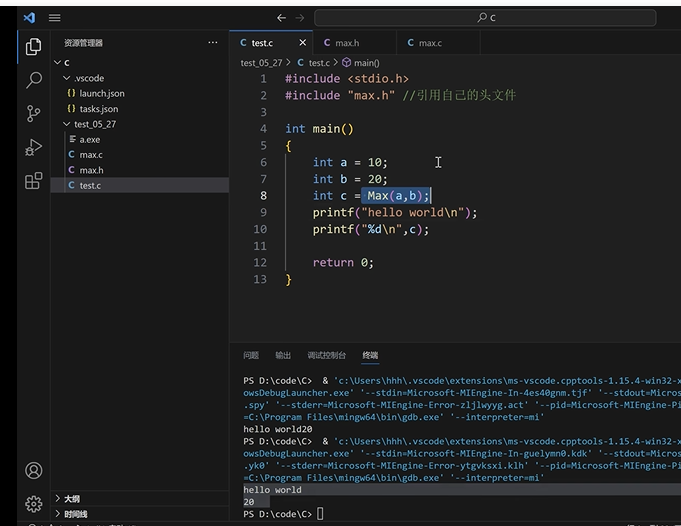 C
资源管理器 ···
C test.c × C max.h C max.c
test_05_27 > C test.c > main()
C
.vscode
{} launch.json
{} tasks.json
test_05_27
a.exe
C max.c
C max.h
C test.c
1 #include <stdio.h>
2 #include "max.h" //引用自己的头文件
3
4 int main()
5 {
6 int a = 10;
7 int b = 20;
8 int c = Max(a,b);
9 printf("hello world\n");
10 printf("%d\n",c);
11
12 return 0;
13 }
问题 输出 调试控制台 终端
PS D:\code\C> & 'c:\Users\hhh\.vscode\extensions\ms-vscode.cpptools-1.15.4-win32-x
owsDebugLauncher.exe' '--stdin=Microsoft-MIEngine-In-4es40gnm.tjf' '--stdout=Micros
.spy' '--stderr=Microsoft-MIEngine-Error-zljlwyyg.act' '--pid=Microsoft-MIEngine-Pi
=C:\Program Files\mingw64\bin\gdb.exe' '--interpreter=mi'
hello world20
PS D:\code\C> & 'c:\Users\hhh\.vscode\extensions\ms-vscode.cpptools-1.15.4-win32-x
owsDebugLauncher.exe' '--stdin=Microsoft-MIEngine-In-guelymn0.kdk' '--stdout=Micros
.yk0' '--stderr=Microsoft-MIEngine-Error-ytgvksxi.klh' '--pid=Microsoft-MIEngine-Pi
=C:\Program Files\mingw64\bin\gdb.exe' '--interpreter=mi'
hello world
20
PS D:\code\C>
大纲
时间线